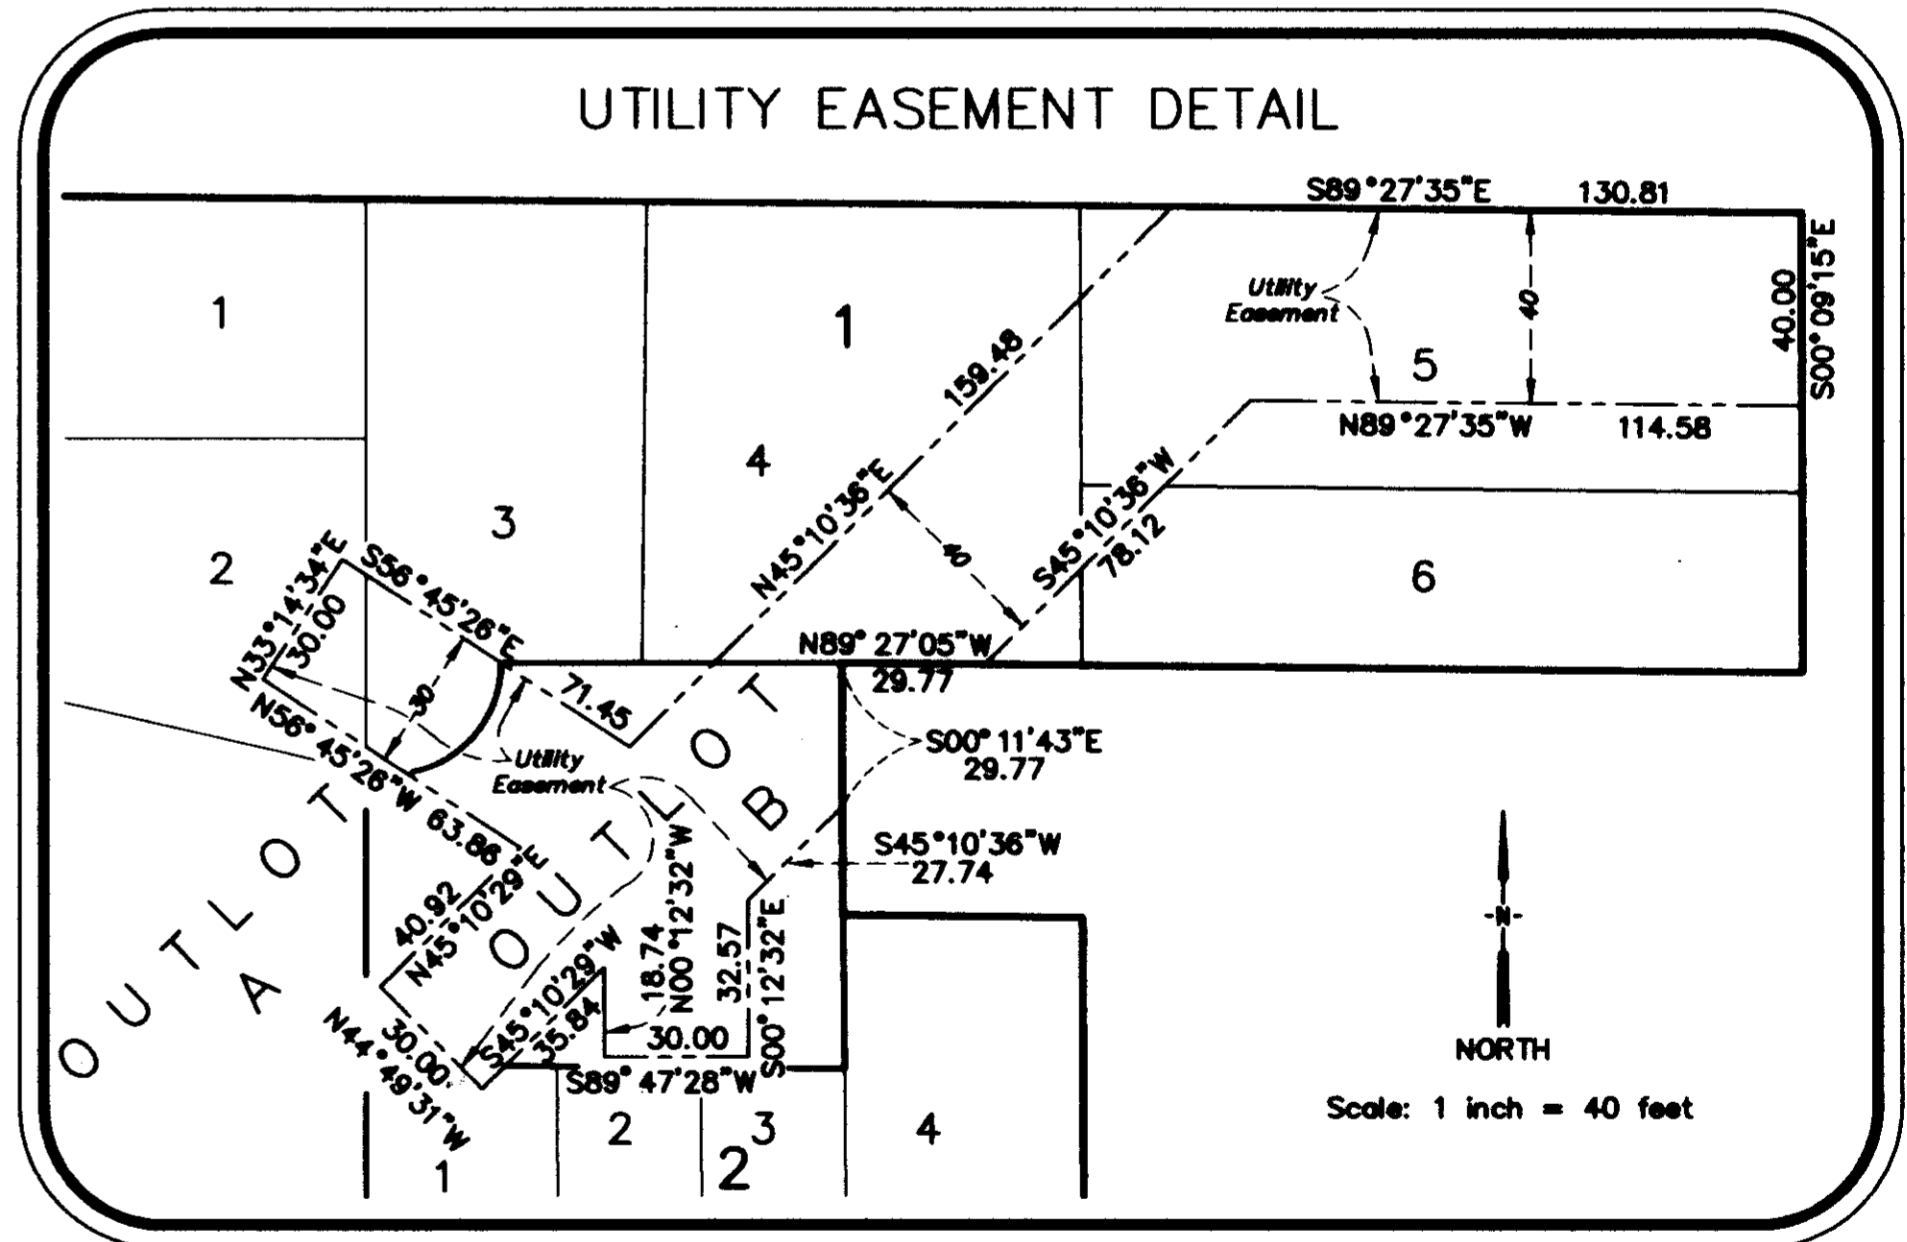 UTILITY EASEMENT DETAIL
S89°27'35"E 130.81
S00°09'15"E
40.00
Utility
Easement
40
5
N89°27'35"W 114.58
1
1
159.48
4
3
N45°10'36"E
40
S45°10'36"W
78.12
6
2
N33°14'34"E
30.00
S56°45'26"E
71.45
30
N89°27'05"W
29.77
N56°45'26"W 63.86
Utility
Easement
S00°11'43"E
29.77
OUTLOT
B
S45°10'36"W
27.74
OUTLOT
A
40.92
N45°10'29"E
N00°12'32"W
18.74
32.57
S00°12'32"E
S45°10'29"W
35.84
30.00
S89°47'28"W
30.00
N44°49'31"W
1
2
3
2
4
-N-
NORTH
Scale: 1 inch = 40 feet